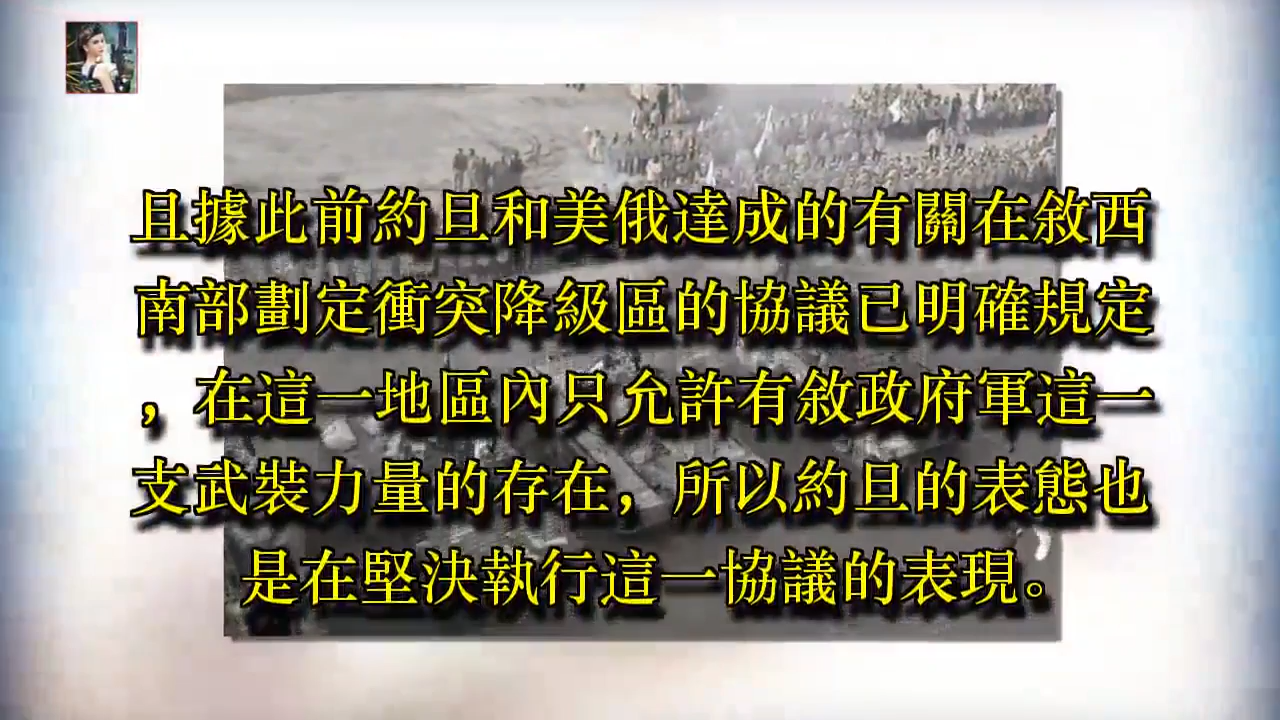 且據此前約旦和美俄達成的有關在敘西
南部劃定衝突降級區的協議已明確規定
，在這一地區內只允許有敘政府軍這一
支武裝力量的存在，所以約旦的表態也
是在堅決執行這一協議的表現。